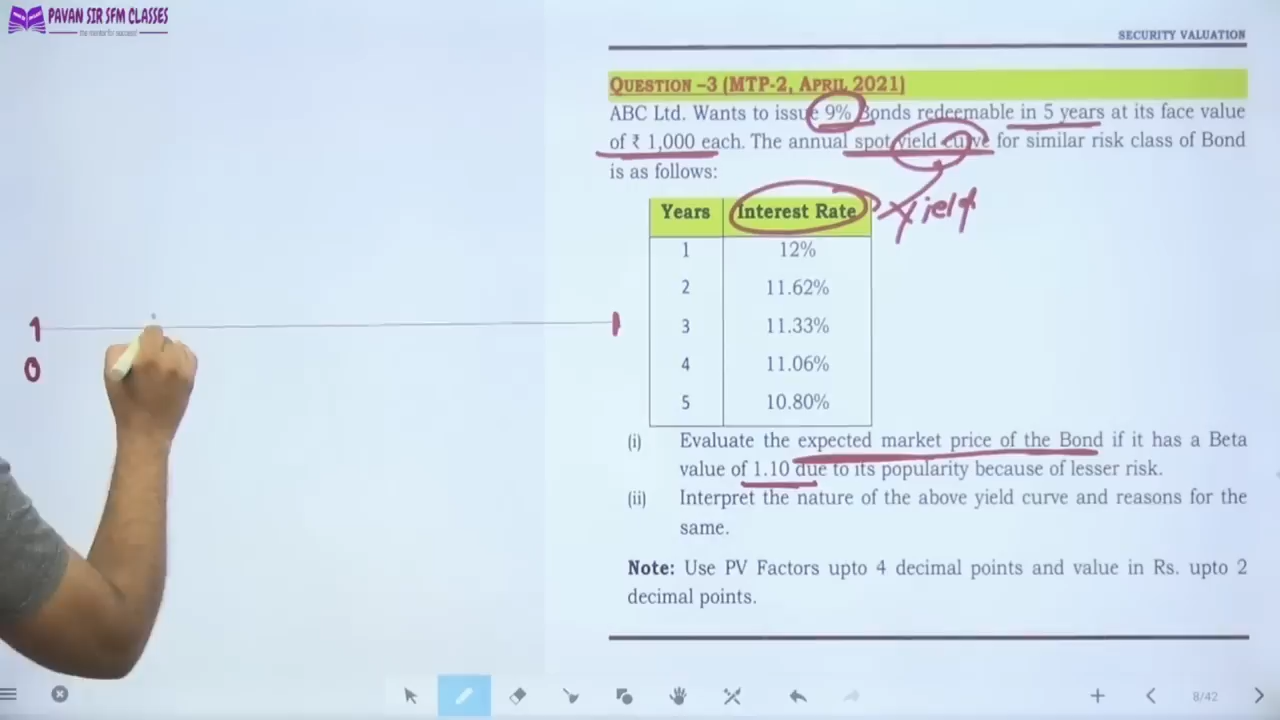 PAVAN SIR SFM CLASSES
the mentor for success!
SECURITY VALUATION
QUESTION –3 (MTP-2, APRIL 2021)
ABC Ltd. Wants to issue 9% Bonds redeemable in 5 years at its face value
of ₹ 1,000 each. The annual spot yield curve for similar risk class of Bond
is as follows:
Years Interest Rate
Yield
1 12%
2 11.62%
3 11.33%
4 11.06%
5 10.80%
1
0
(i) Evaluate the expected market price of the Bond if it has a Beta
value of 1.10 due to its popularity because of lesser risk.
(ii) Interpret the nature of the above yield curve and reasons for the
same.
Note: Use PV Factors upto 4 decimal points and value in Rs. upto 2
decimal points.
8/42